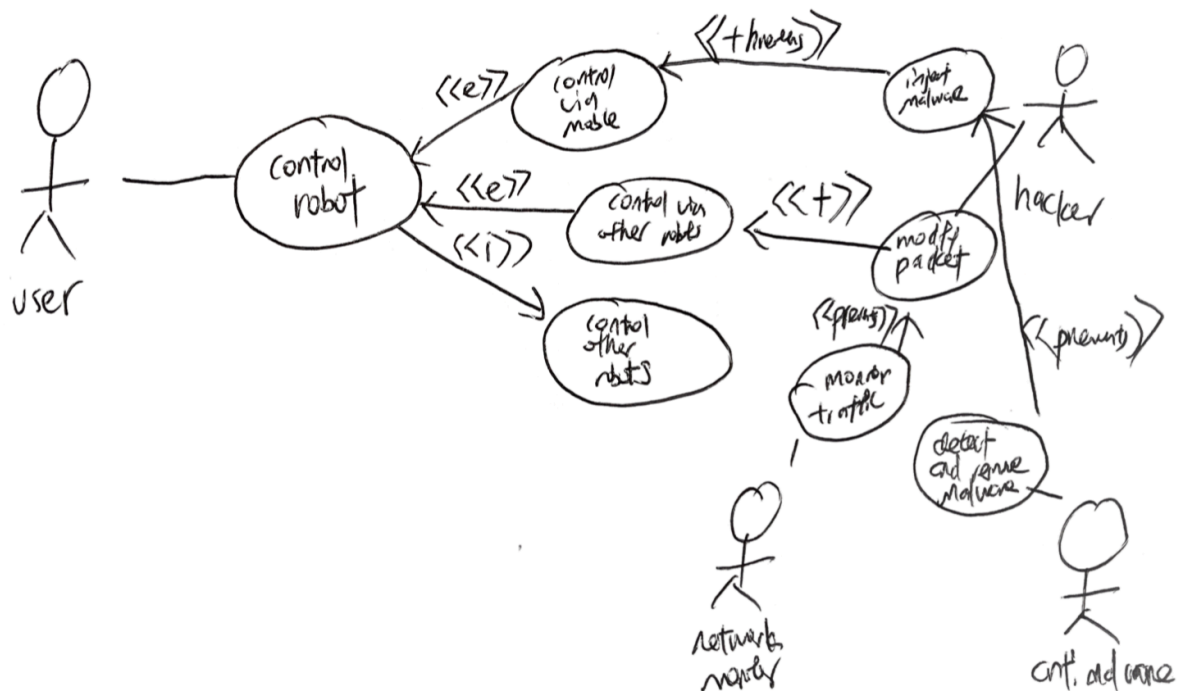 <<threatens>>
control
via
mobile
inject
malware
<<e>>
control
robot
<<e>>
control via
other robots
<<t>>
hacker
modify
packet
<<i>>
user
control
other
robots
<<prevents>>
<<prevents>>
monitor
traffic
detect
and remove
malware
network